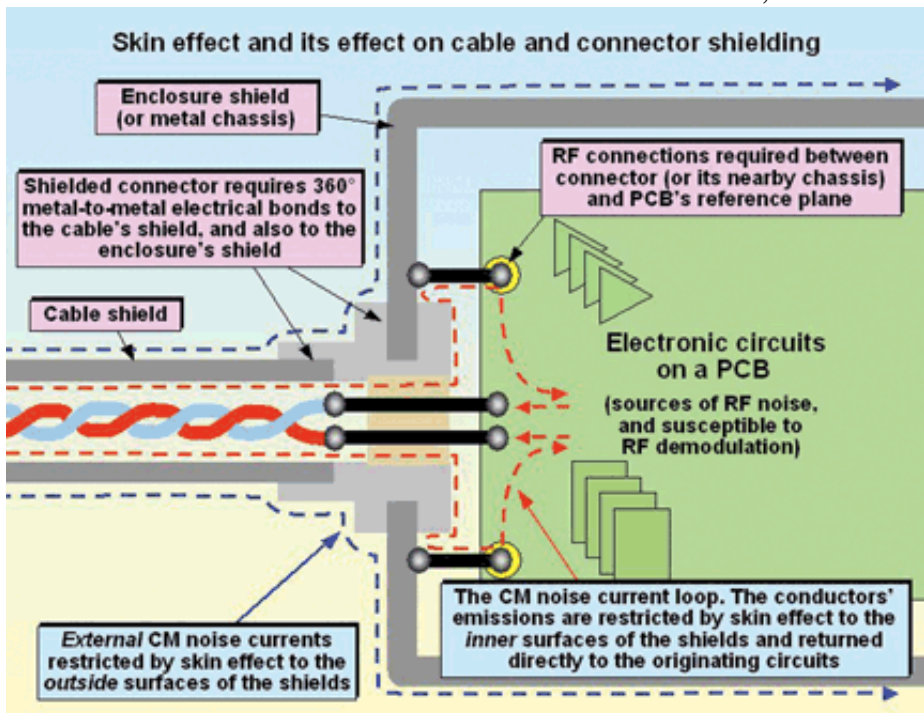 Skin effect and its effect on cable and connector shielding
Enclosure shield
(or metal chassis)
RF connections required between
connector (or its nearby chassis)
and PCB's reference plane
Shielded connector requires 360°
metal-to-metal electrical bonds to
the cable's shield, and also to the
enclosure's shield
Cable shield
Electronic circuits
on a PCB
(sources of RF noise,
and susceptible to
RF demodulation)
External CM noise currents
restricted by skin effect to the
outside surfaces of the shields
The CM noise current loop. The conductors'
emissions are restricted by skin effect to the
inner surfaces of the shields and returned
directly to the originating circuits